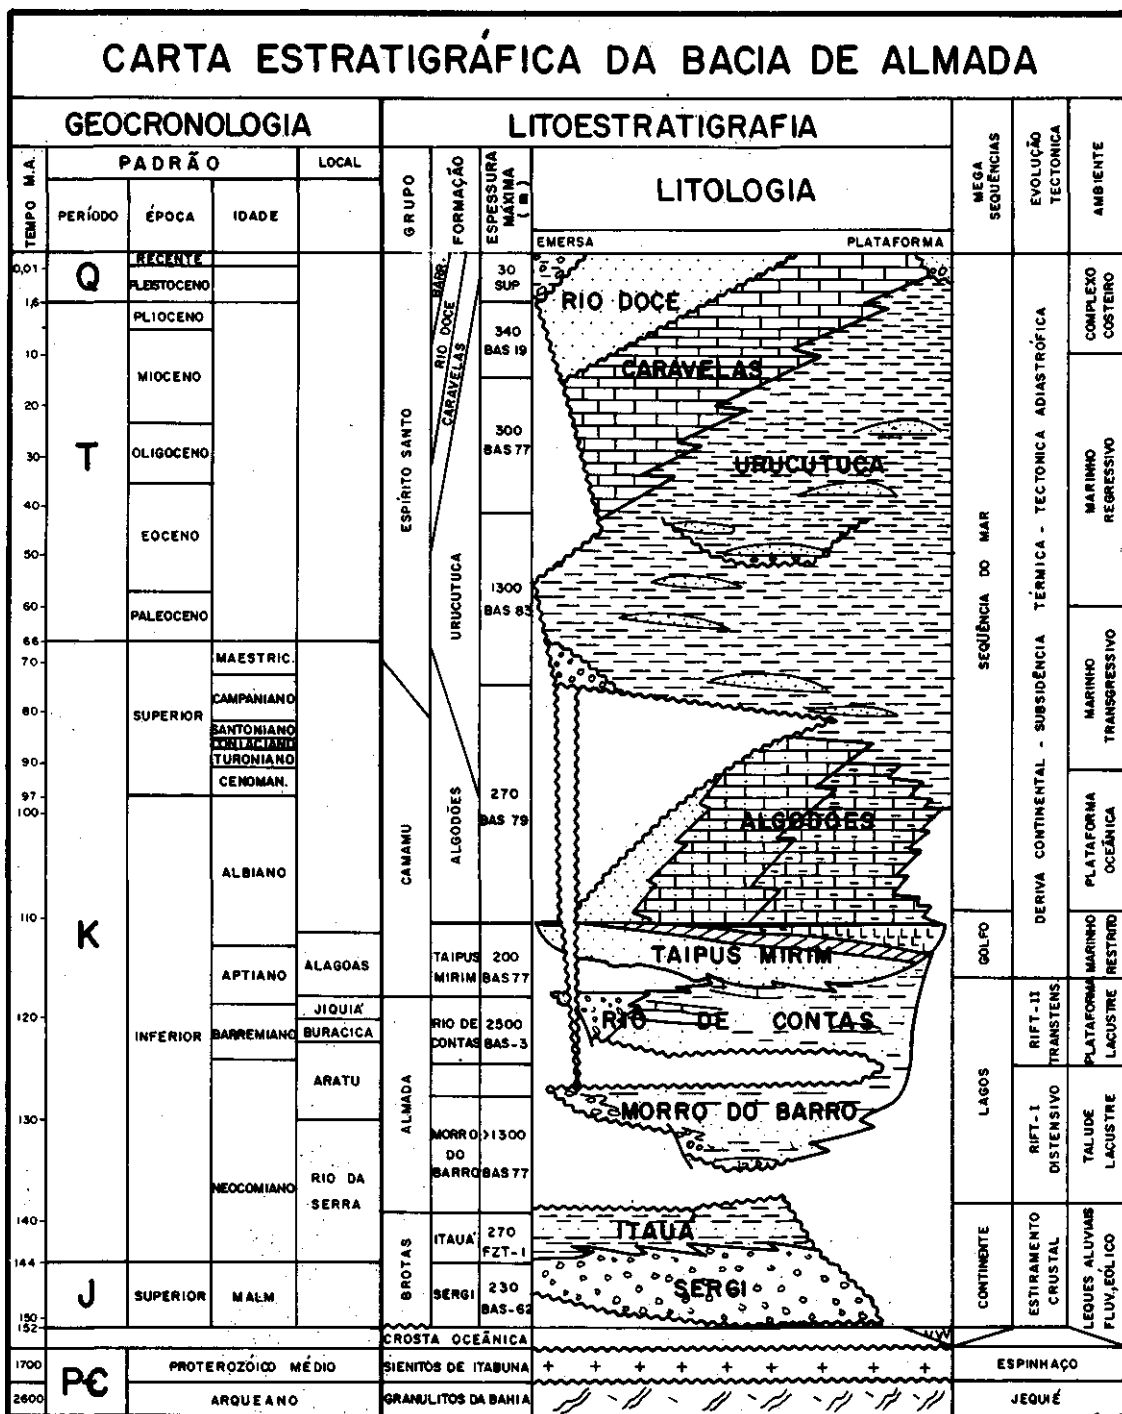 CARTA ESTRATIGRÁFICA DA BACIA DE ALMADA
GEOCRONOLOGIA
LITOESTRATIGRAFIA
TEMPO M.A.
PADRÃO
LOCAL
PERÍODO
ÉPOCA
IDADE
GRUPO
FORMAÇÃO
ESPESSURA
MÁXIMA
(m)
LITOLOGIA
EMERSA
PLATAFORMA
MEGA
SEQUÊNCIAS
EVOLUÇÃO
TECTONICA
AMBIENTE
0,01
1,6
10
20
30
40
50
60
66
70
80
90
97
100
110
120
130
140
144
150
152
1700
2600
Q
T
K
J
PЄ
RECENTE
PLEISTOCENO
PLIOCENO
MIOCENO
OLIGOCENO
EOCENO
PALEOCENO
SUPERIOR
INFERIOR
SUPERIOR
MAESTRIC.
CAMPANIANO
SANTONIANO
CONIACIANO
TURONIANO
CENOMAN.
ALBIANO
APTIANO
BARREMIANO
NEOCOMIANO
MALM
ALAGOAS
JIQUIÁ
BURACICA
ARATU
RIO DA
SERRA
PROTEROZÓICO MÉDIO
ARQUEANO
ESPÍRITO SANTO
CAMAMU
ALMADA
BROTAS
BARR.
RIO DOCE
CARAVELAS
URUCUTUCA
ALGODÕES
TAIPUS
MIRIM
RIO DE
CONTAS
MORRO
DO
BARRO
ITAUÁ
SERGI
30
SUP
340
BAS 19
300
BAS 77
1300
BAS 83
270
BAS 79
200
BAS 77
2500
BAS-3
>1300
BAS 77
270
FZT-1
230
BAS-62
CROSTA OCEÂNICA
SIENITOS DE ITABUNA
GRANULITOS DA BAHIA
RIO DOCE
CARAVELAS
URUCUTUCA
ALGODÕES
TAIPUS MIRIM
RIO DE CONTAS
MORRO DO BARRO
ITAUÁ
SERGI
SEQUÊNCIA DO MAR
GOLFO
LAGOS
CONTINENTE
DERIVA CONTINENTAL - SUBSIDÊNCIA TÉRMICA - TECTONICA ADIASTRÓFICA
RIFT-II
TRANSTENS.
RIFT-I
DISTENSIVO
ESTIRAMENTO
CRUSTAL
COMPLEXO
COSTEIRO
MARINHO
REGRESSIVO
MARINHO
TRANSGRESSIVO
PLATAFORMA
OCEÂNICA
MARINHO
RESTRITO
PLATAFORMA
LACUSTRE
TALUDE
LACUSTRE
LEQUES ALUVIAIS
FLUV, EÓLICO
ESPINHAÇO
JEQUIÉ